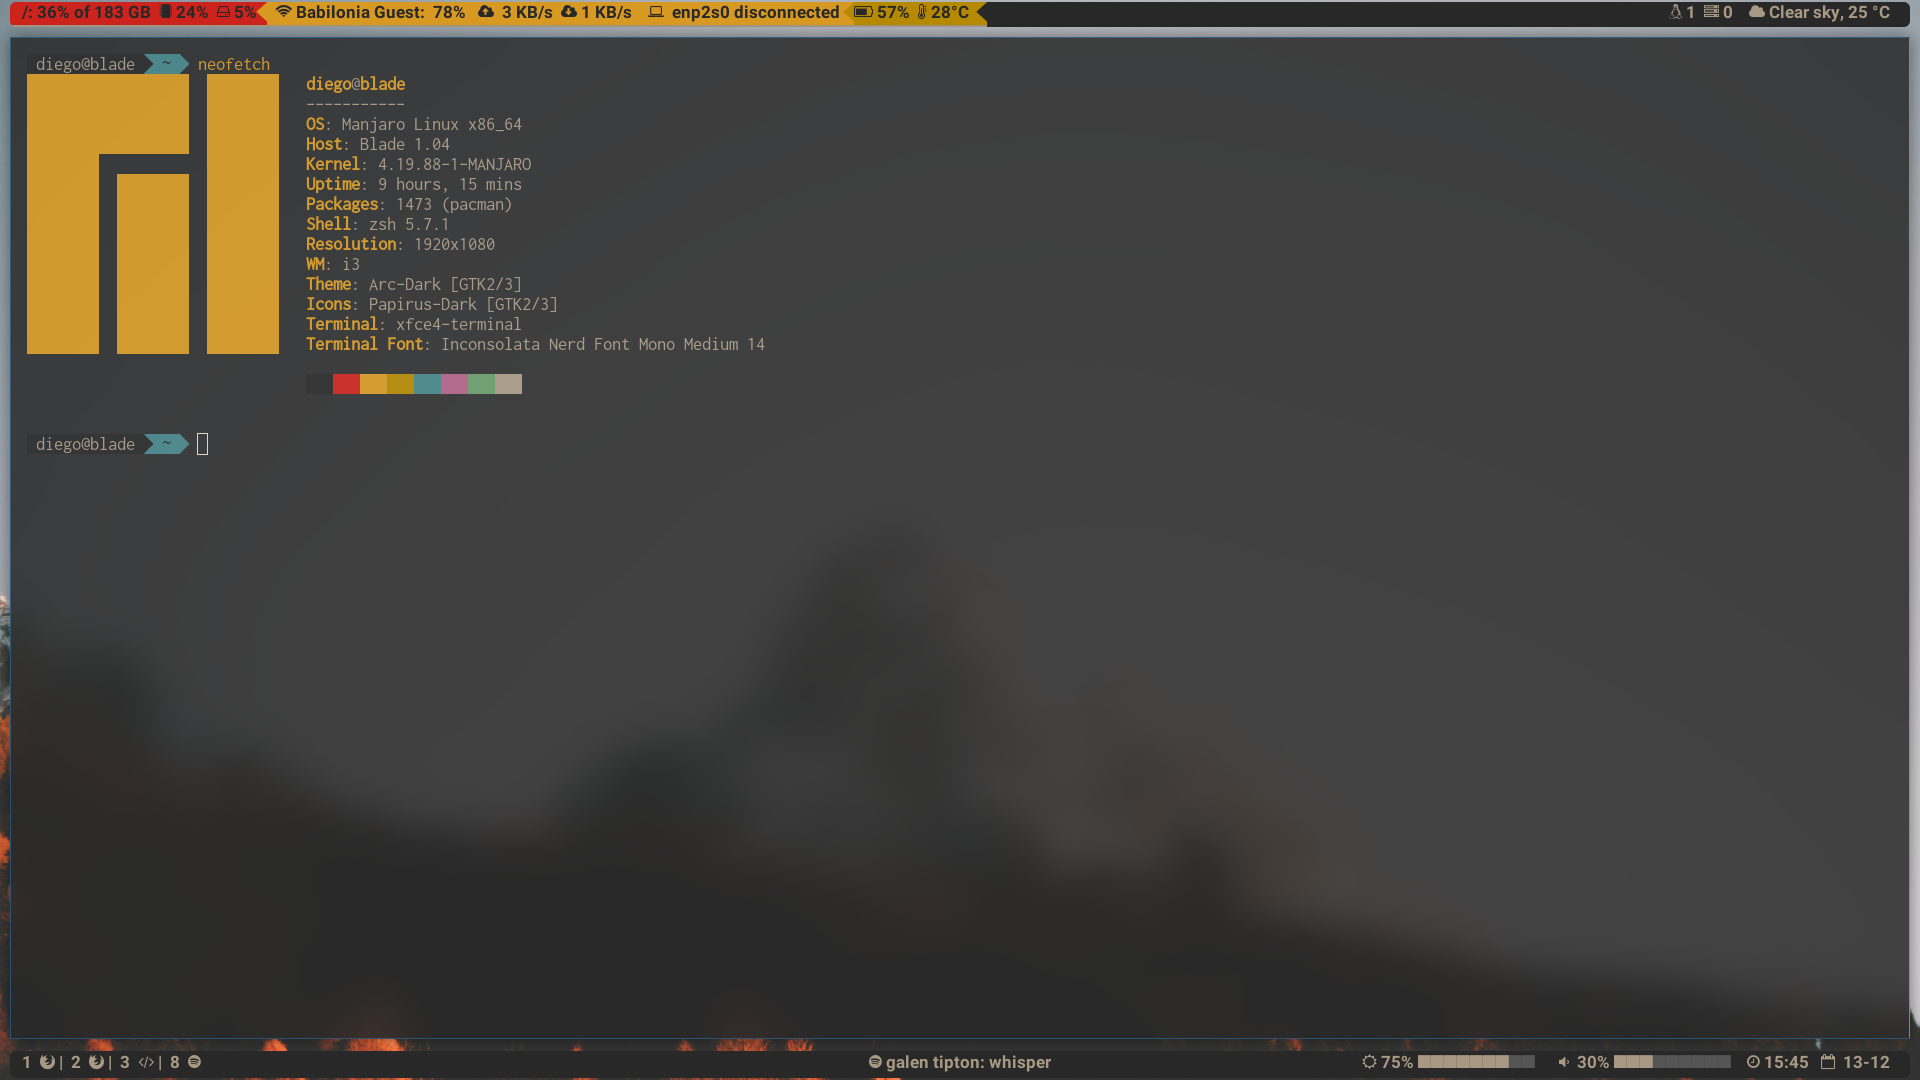 /: 36% of 183 GB 24% 5% Babilonia Guest: 78% 3 KB/s 1 KB/s enp2s0 disconnected 57% 28°C 1 0 Clear sky, 25 °C
diego@blade ~ neofetch
diego@blade
-----------
OS: Manjaro Linux x86_64
Host: Blade 1.04
Kernel: 4.19.88-1-MANJARO
Uptime: 9 hours, 15 mins
Packages: 1473 (pacman)
Shell: zsh 5.7.1
Resolution: 1920x1080
WM: i3
Theme: Arc-Dark [GTK2/3]
Icons: Papirus-Dark [GTK2/3]
Terminal: xfce4-terminal
Terminal Font: Inconsolata Nerd Font Mono Medium 14
diego@blade ~
1 | 2 | 3 </> | 8 galen tipton: whisper 75% 30% 15:45 13-12